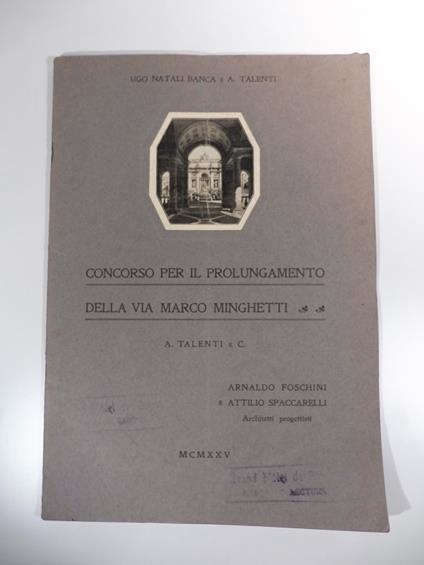 UGO NATALI BANCA E A. TALENTI
CONCORSO PER IL PROLUNGAMENTO
DELLA VIA MARCO MINGHETTI
A. TALENTI E C.
ARNALDO FOSCHINI
E ATTILIO SPACCARELLI
Architetti progettisti
MCMXXV